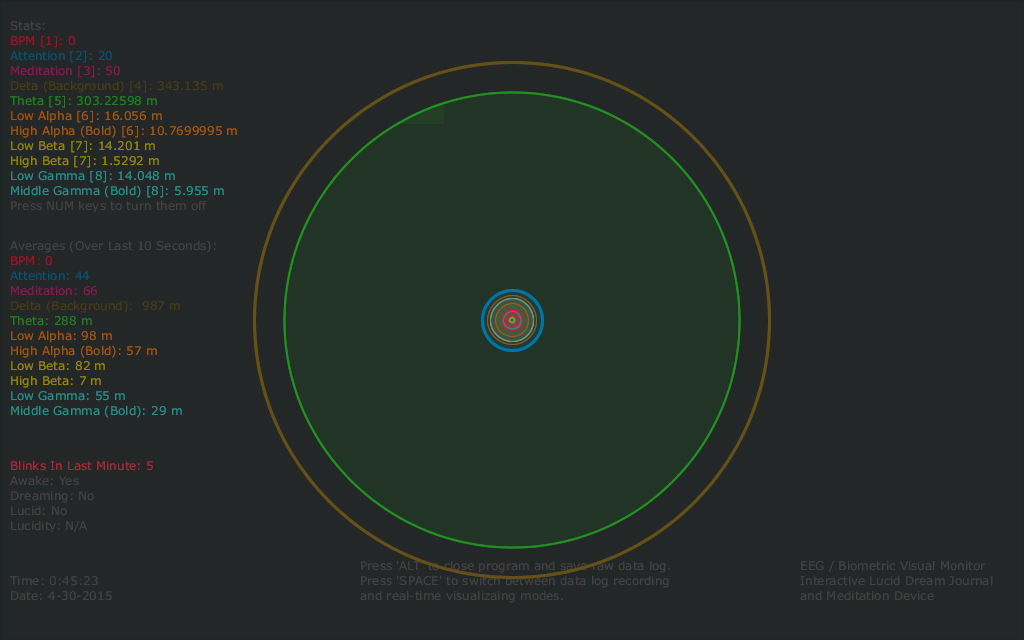 Stats:
BPM [1]: 0
Attention [2]: 20
Meditation [3]: 50
Deta (Background) [4]: 343.135 m
Theta [5]: 303.22598 m
Low Alpha [6]: 16.056 m
High Alpha (Bold) [6]: 10.7699995 m
Low Beta [7]: 14.201 m
High Beta [7]: 1.5292 m
Low Gamma [8]: 14.048 m
Middle Gamma (Bold) [8]: 5.955 m
Press NUM keys to turn them off
Averages (Over Last 10 Seconds):
BPM: 0
Attention: 44
Meditation: 66
Delta (Background): 987 m
Theta: 288 m
Low Alpha: 98 m
High Alpha (Bold): 57 m
Low Beta: 82 m
High Beta: 7 m
Low Gamma: 55 m
Middle Gamma (Bold): 29 m
Blinks In Last Minute: 5
Awake: Yes
Dreaming: No
Lucid: No
Lucidity: N/A
Time: 0:45:23
Date: 4-30-2015
Press 'ALT' to close program and save raw data log.
Press 'SPACE' to switch between data log recording
and real-time visualizaing modes.
EEG / Biometric Visual Monitor
Interactive Lucid Dream Journal
and Meditation Device